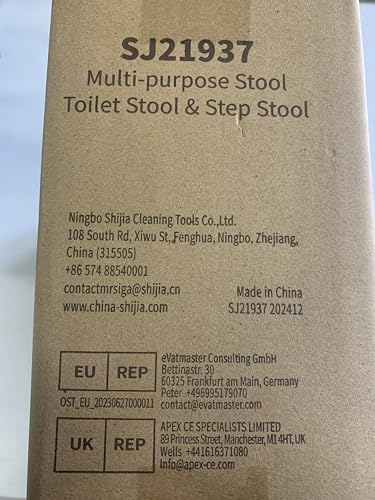 SJ21937
Multi-purpose Stool
Toilet Stool & Step Stool
Ningbo Shijia Cleaning Tools Co.,Ltd.
108 South Rd, Xiwu St,,Fenghua, Ningbo, Zhejiang,
China (315505)
+86 574 88540001
contactmrsiga@shijia.cn
www.china-shijia.com
Made in China
SJ21937 202412
EU REP
OST_EU_20230627000011
eVatmaster Consulting GmbH
Bettinastr. 30
60325 Frankfurt am Main, Germany
Peter +496995179070
contact@evatmaster.com
UK REP
APEX CE SPECIALISTS LIMITED
89 Princess Street, Manchester, M1 4HT, UK
Wells +441616371080
Info@apex-ce.com